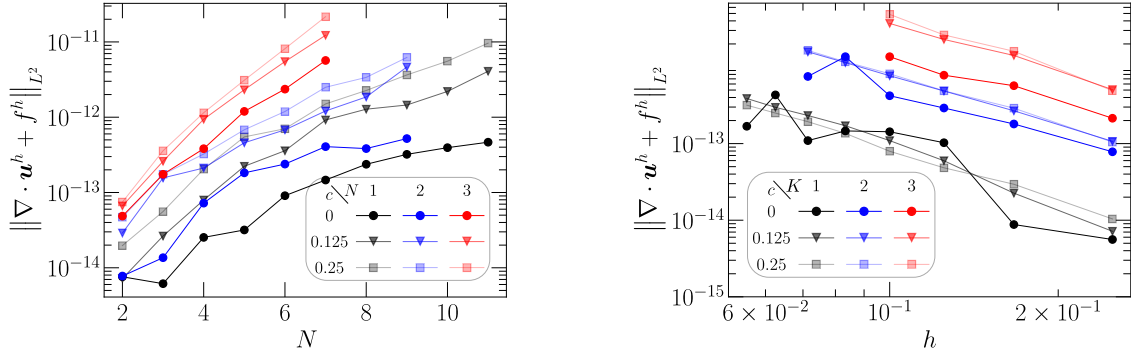 10^{-11}
10^{-12}
10^{-13}
10^{-14}
‖∇ · u^h + f^h‖_{L^2}
2 4 6 8 10
N
c \ N 1 2 3
0
0.125
0.25
10^{-13}
10^{-14}
10^{-15}
‖∇ · u^h + f^h‖_{L^2}
6 × 10^{-2} 10^{-1} 2 × 10^{-1}
h
c \ K 1 2 3
0
0.125
0.25